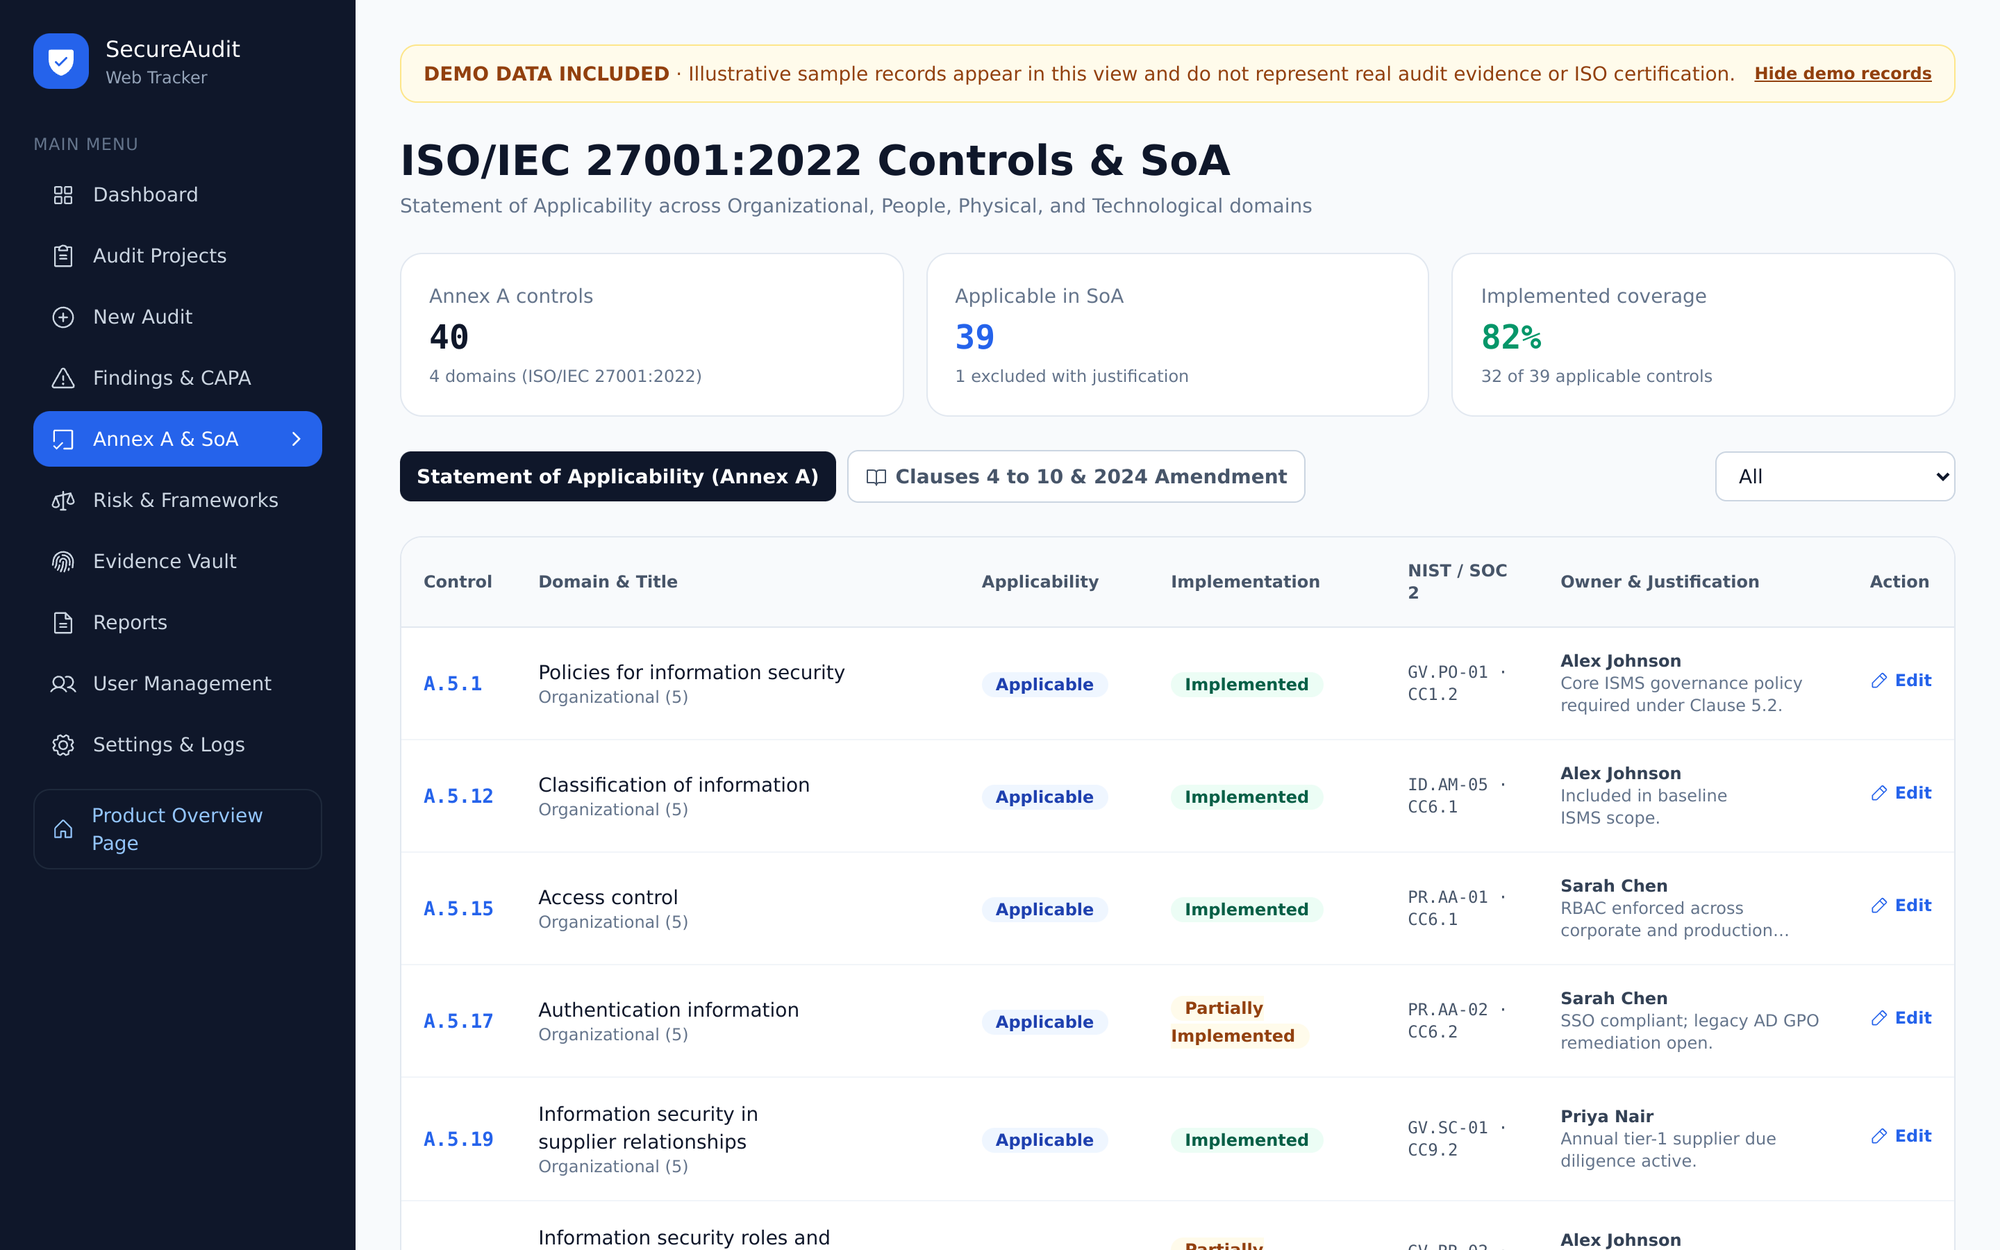 SecureAudit
Web Tracker
MAIN MENU
Dashboard
Audit Projects
New Audit
Findings & CAPA
Annex A & SoA
Risk & Frameworks
Evidence Vault
Reports
User Management
Settings & Logs
Product Overview
Page
DEMO DATA INCLUDED · Illustrative sample records appear in this view and do not represent real audit evidence or ISO certification. Hide demo records
ISO/IEC 27001:2022 Controls & SoA
Statement of Applicability across Organizational, People, Physical, and Technological domains
Annex A controls
40
4 domains (ISO/IEC 27001:2022)
Applicable in SoA
39
1 excluded with justification
Implemented coverage
82%
32 of 39 applicable controls
Statement of Applicability (Annex A)
Clauses 4 to 10 & 2024 Amendment
All
Control
Domain & Title
Applicability
Implementation
NIST / SOC
2
Owner & Justification
Action
A.5.1
Policies for information security
Organizational (5)
Applicable
Implemented
GV.PO-01 ·
CC1.2
Alex Johnson
Core ISMS governance policy
required under Clause 5.2.
Edit
A.5.12
Classification of information
Organizational (5)
Applicable
Implemented
ID.AM-05 ·
CC6.1
Alex Johnson
Included in baseline
ISMS scope.
Edit
A.5.15
Access control
Organizational (5)
Applicable
Implemented
PR.AA-01 ·
CC6.1
Sarah Chen
RBAC enforced across
corporate and production…
Edit
A.5.17
Authentication information
Organizational (5)
Applicable
Partially
Implemented
PR.AA-02 ·
CC6.2
Sarah Chen
SSO compliant; legacy AD GPO
remediation open.
Edit
A.5.19
Information security in
supplier relationships
Organizational (5)
Applicable
Implemented
GV.SC-01 ·
CC9.2
Priya Nair
Annual tier-1 supplier due
diligence active.
Edit
Information security roles and
Partially
Alex Johnson